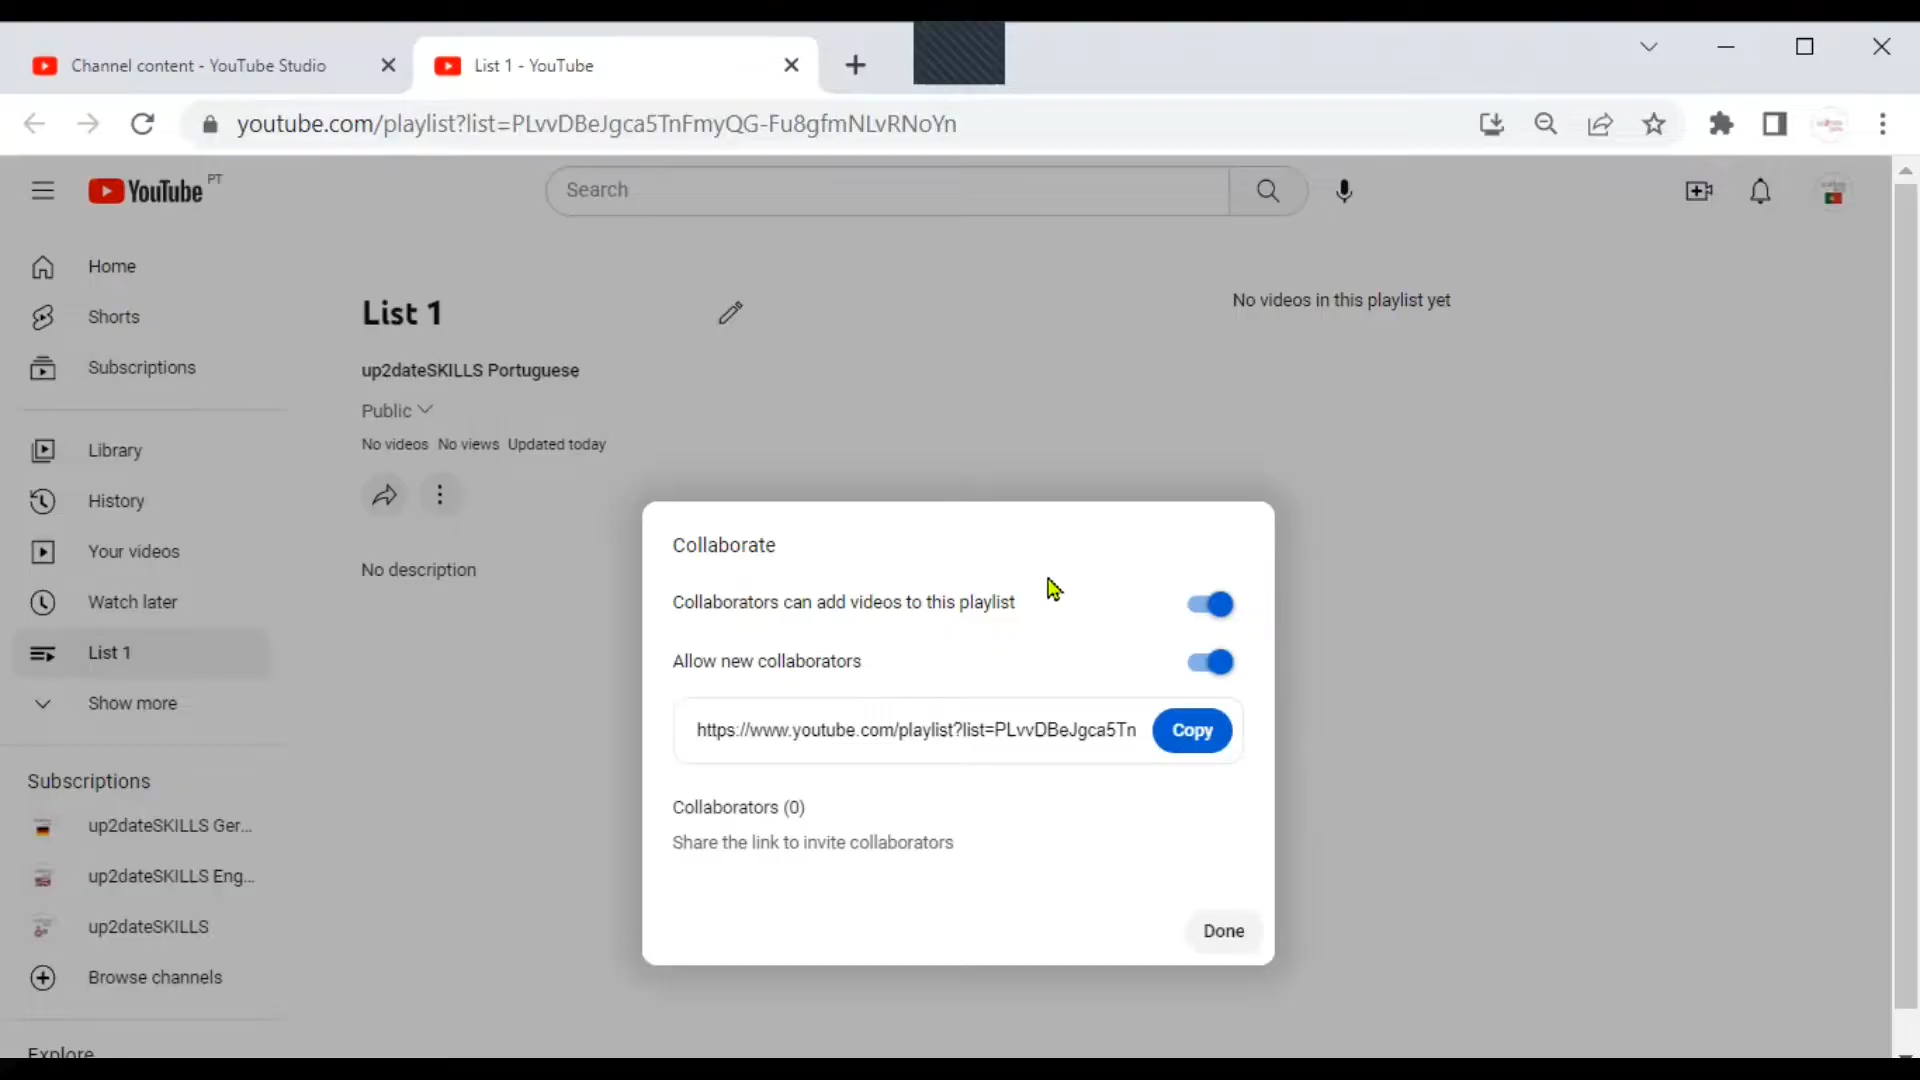 Channel content - YouTube Studio
List 1 - YouTube
youtube.com/playlist?list=PLvvDBeJgca5TnFmyQG-Fu8gfmNLvRNoYn
YouTube PT
Search
Home
Shorts
Subscriptions
Library
History
Your videos
Watch later
List 1
Show more
Subscriptions
up2dateSKILLS Ger...
up2dateSKILLS Eng...
up2dateSKILLS
Browse channels
Explore
List 1
up2dateSKILLS Portuguese
Public
No videos No views Updated today
No description
No videos in this playlist yet
Collaborate
Collaborators can add videos to this playlist
Allow new collaborators
https://www.youtube.com/playlist?list=PLvvDBeJgca5Tn Copy
Collaborators (0)
Share the link to invite collaborators
Done